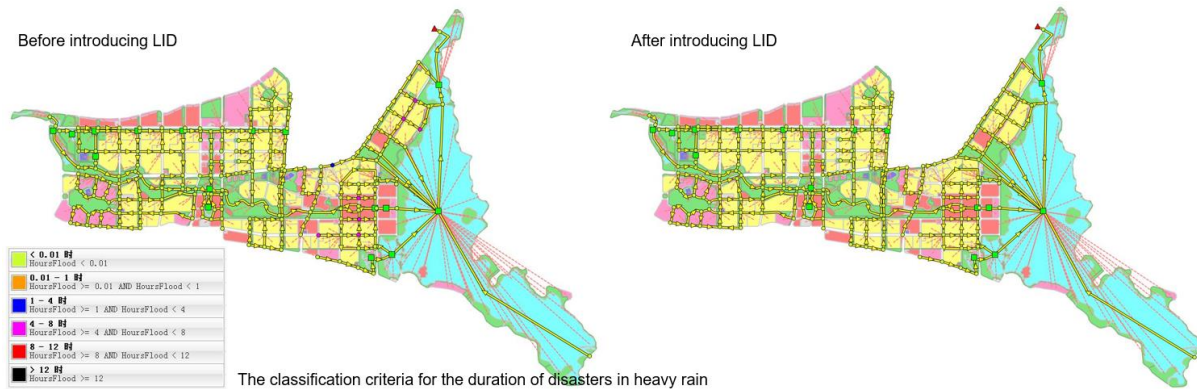 Before introducing LID
After introducing LID
< 0.01 时
HoursFlood < 0.01
0.01 - 1 时
HoursFlood >= 0.01 AND HoursFlood < 1
1 - 4 时
HoursFlood >= 1 AND HoursFlood < 4
4 - 8 时
HoursFlood >= 4 AND HoursFlood < 8
8 - 12 时
HoursFlood >= 8 AND HoursFlood < 12
> 12 时
HoursFlood >= 12
The classification criteria for the duration of disasters in heavy rain